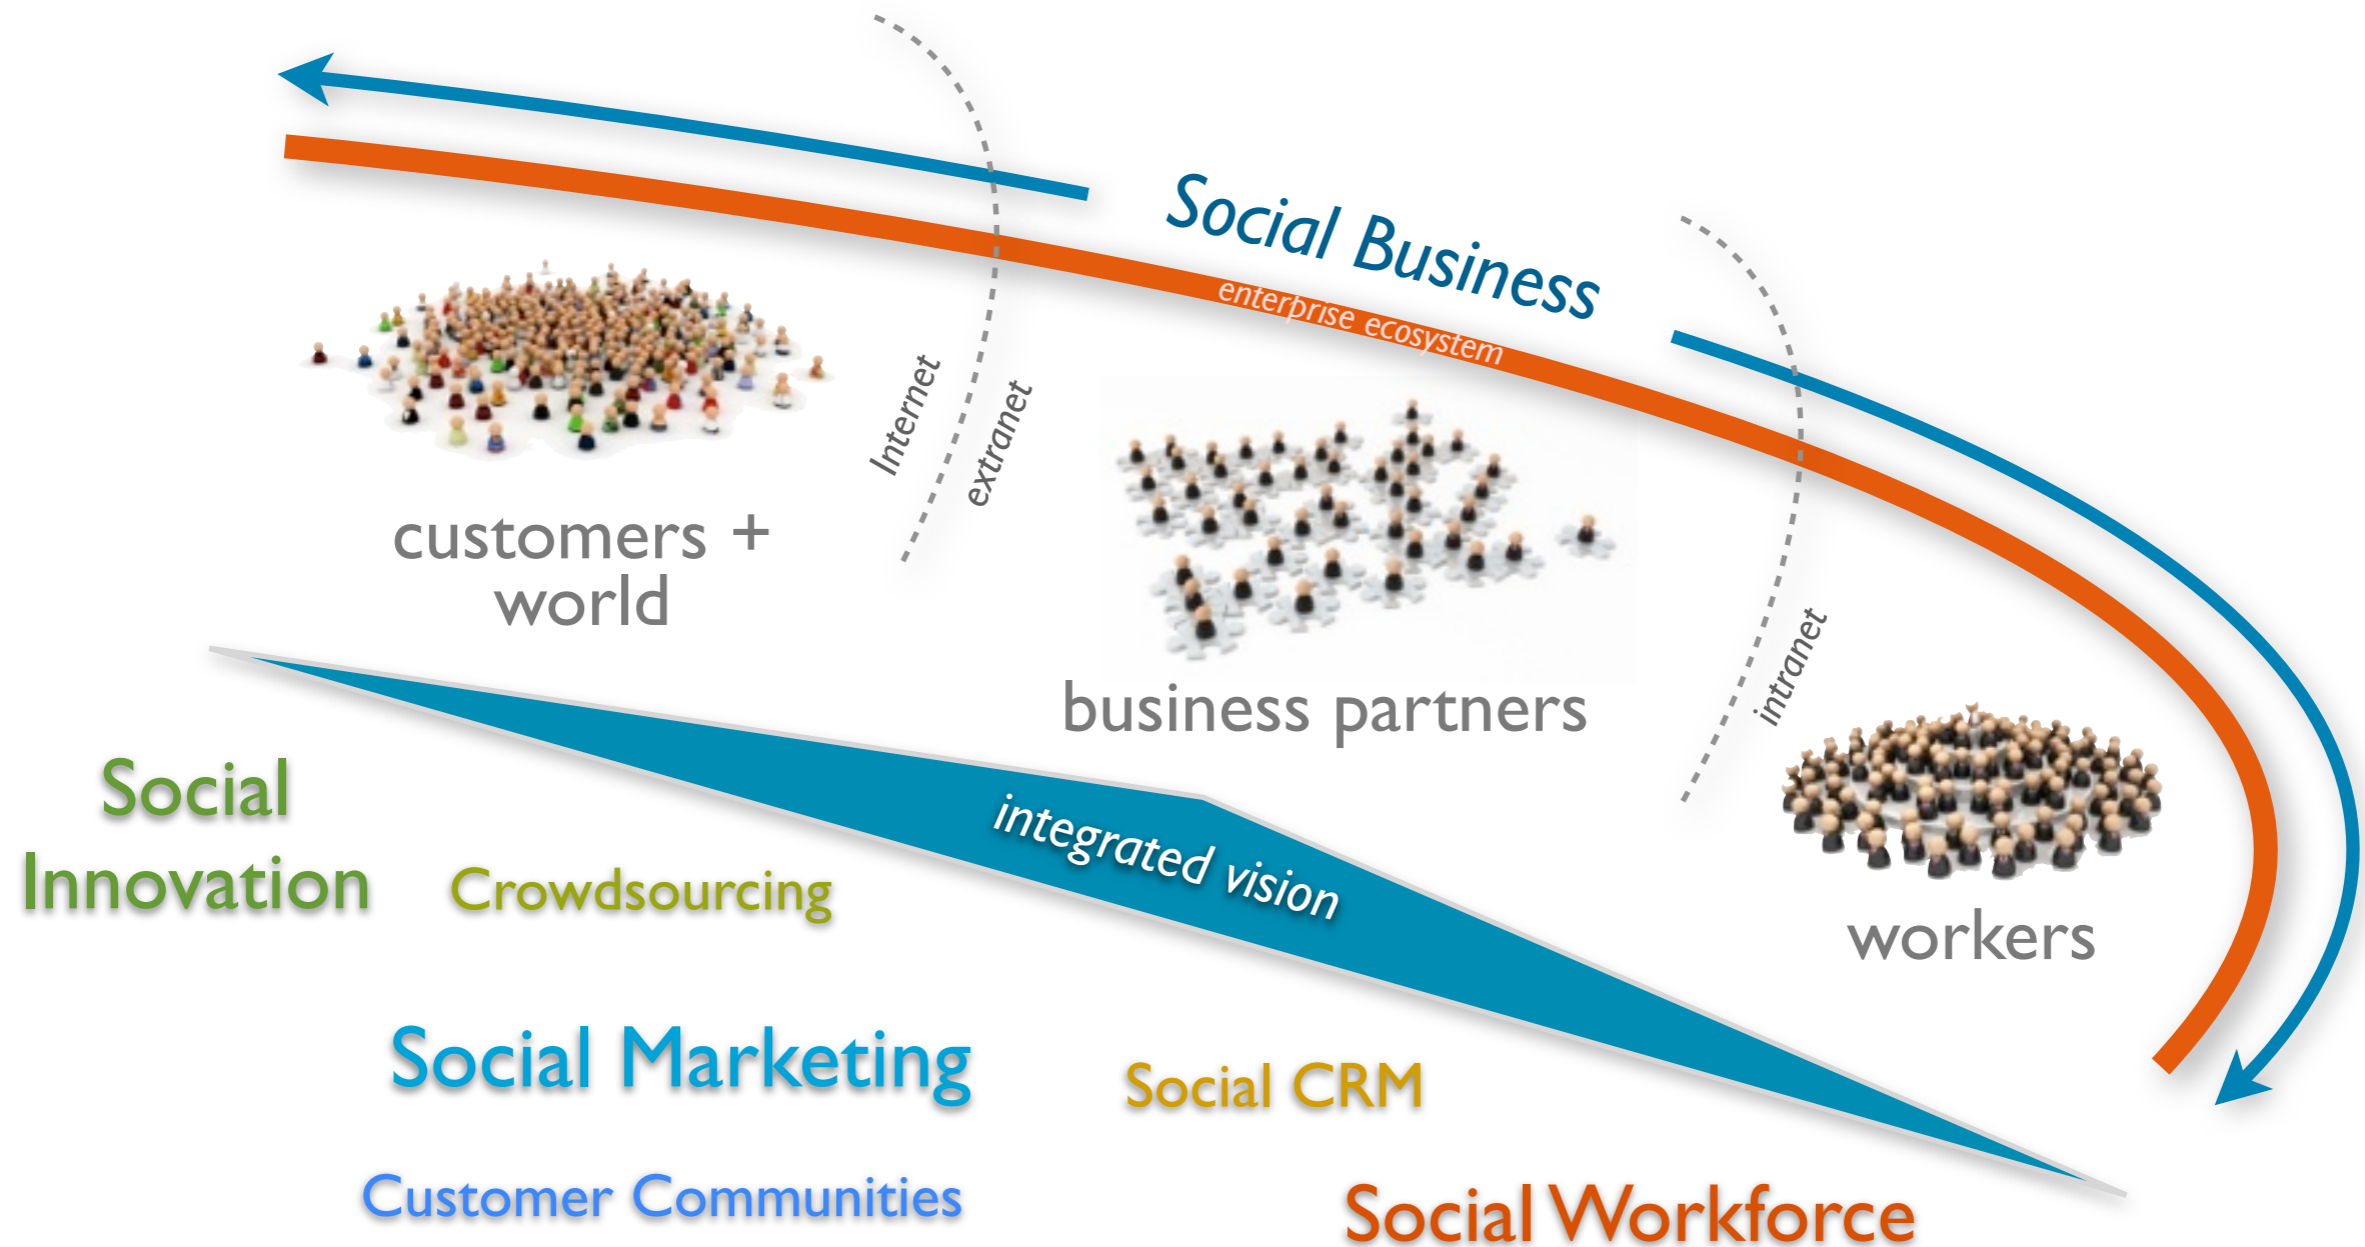 Social Business
enterprise ecosystem
Internet
extranet
intranet
customers +
world
business partners
workers
integrated vision
Social
Innovation
Crowdsourcing
Social Marketing
Social CRM
Customer Communities
Social Workforce